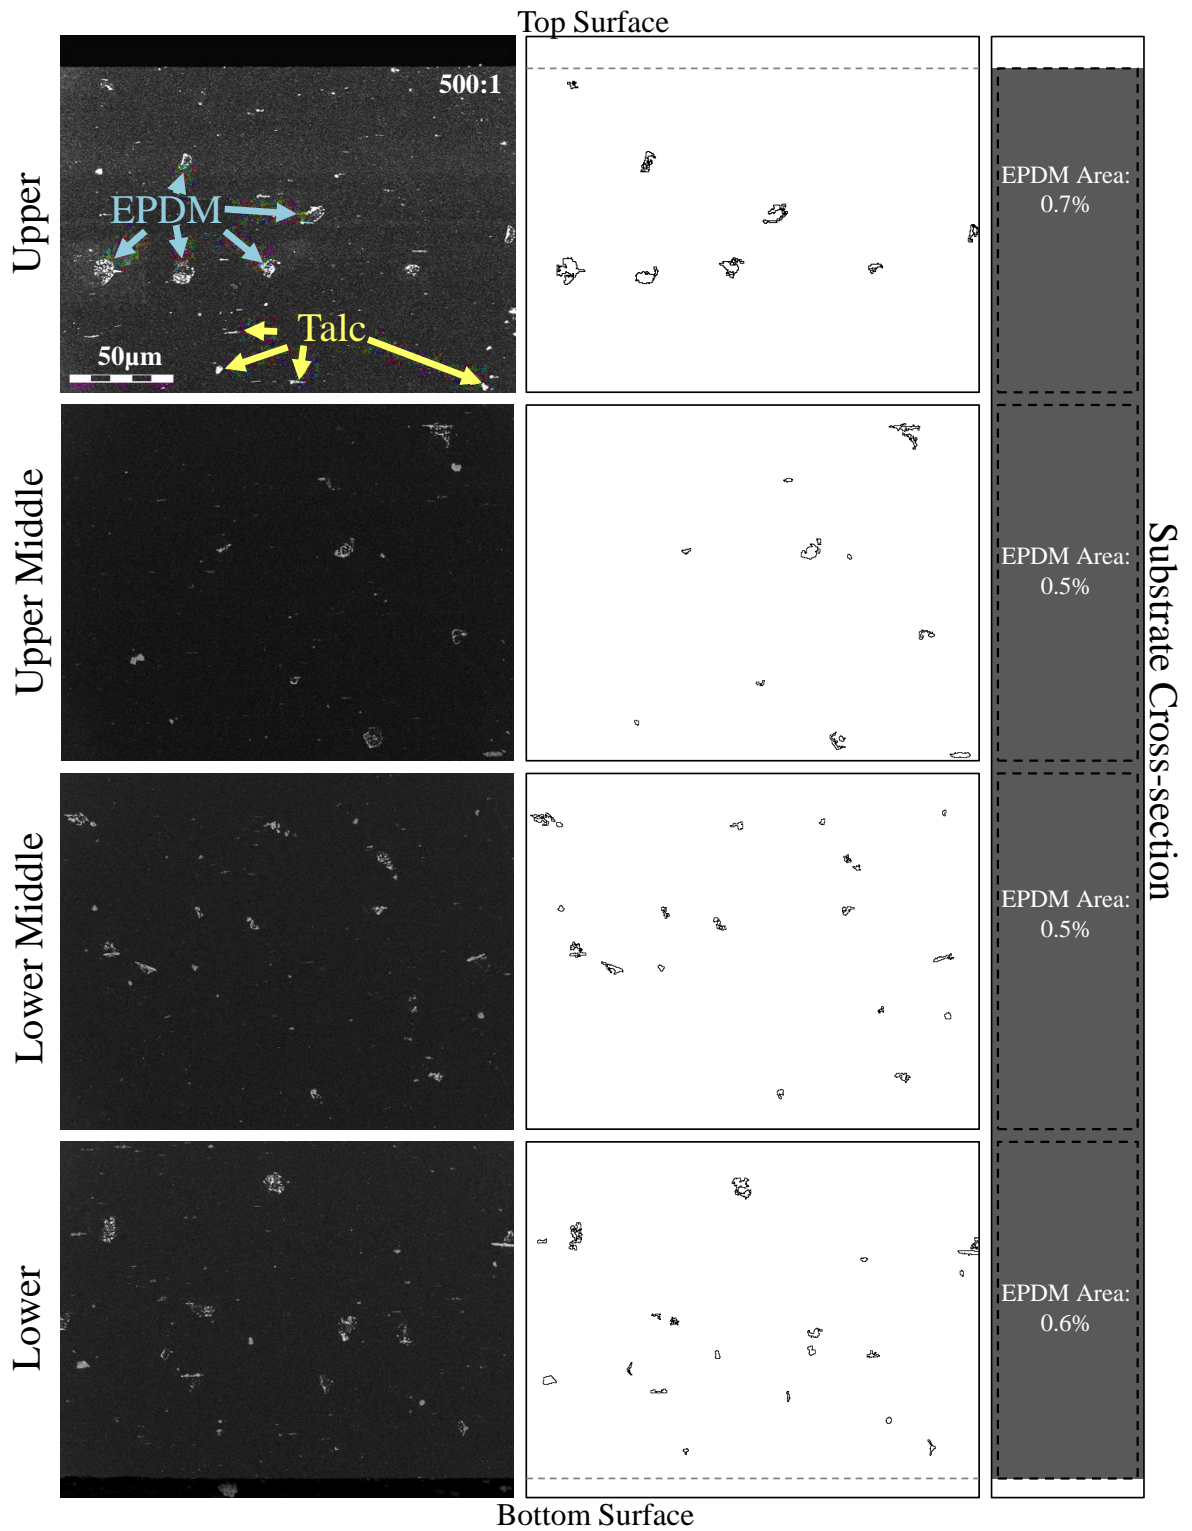 Top Surface
500:1
Upper
EPDM
Talc
50µm
EPDM Area:
0.7%
Upper Middle
EPDM Area:
0.5%
Substrate Cross-section
Lower Middle
EPDM Area:
0.5%
Lower
EPDM Area:
0.6%
Bottom Surface